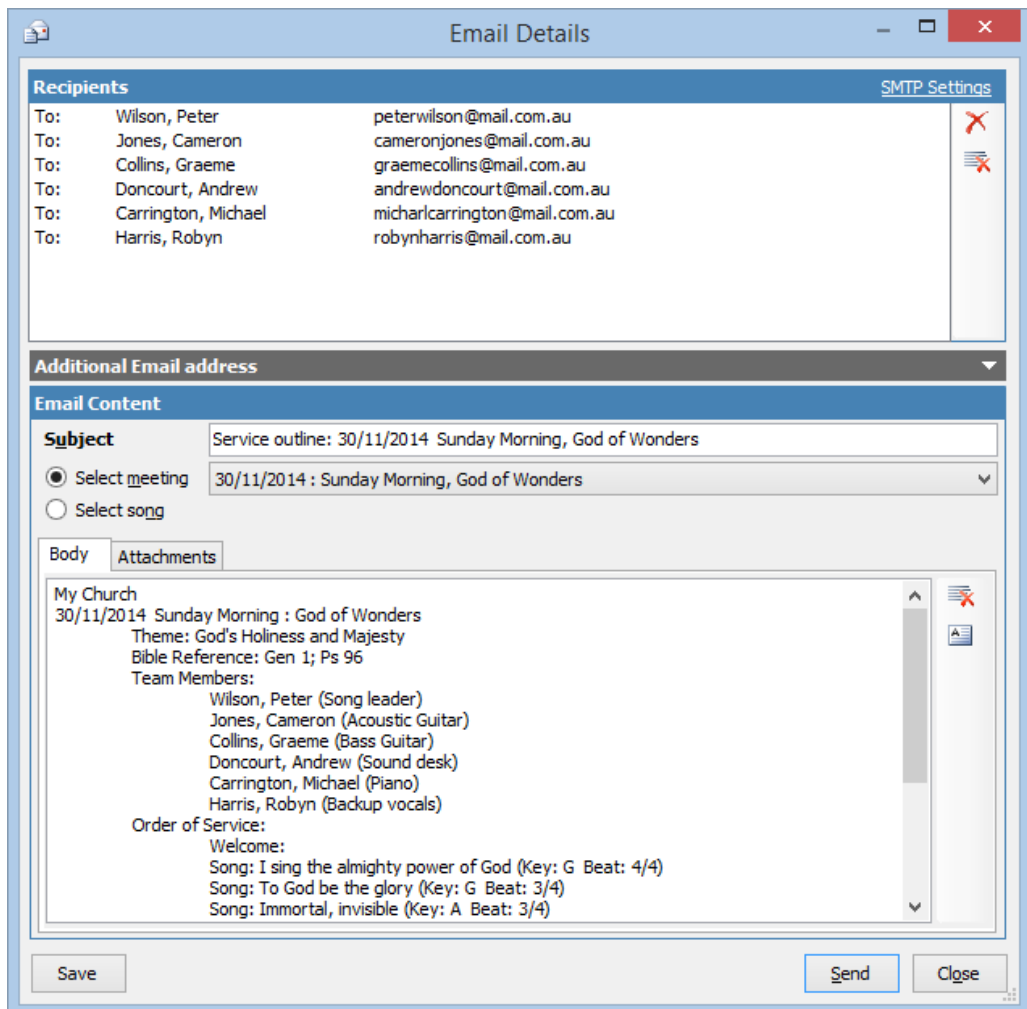 Email Details
Recipients SMTP Settings
To: Wilson, Peter peterwilson@mail.com.au
To: Jones, Cameron cameronjones@mail.com.au
To: Collins, Graeme graemecollins@mail.com.au
To: Doncourt, Andrew andrewdoncourt@mail.com.au
To: Carrington, Michael micharlcarrington@mail.com.au
To: Harris, Robyn robynharris@mail.com.au
Additional Email address
Email Content
Subject Service outline: 30/11/2014 Sunday Morning, God of Wonders
Select meeting 30/11/2014 : Sunday Morning, God of Wonders
Select song
Body Attachments
My Church
30/11/2014 Sunday Morning : God of Wonders
Theme: God's Holiness and Majesty
Bible Reference: Gen 1; Ps 96
Team Members:
Wilson, Peter (Song leader)
Jones, Cameron (Acoustic Guitar)
Collins, Graeme (Bass Guitar)
Doncourt, Andrew (Sound desk)
Carrington, Michael (Piano)
Harris, Robyn (Backup vocals)
Order of Service:
Welcome:
Song: I sing the almighty power of God (Key: G Beat: 4/4)
Song: To God be the glory (Key: G Beat: 3/4)
Song: Immortal, invisible (Key: A Beat: 3/4)
Save Send Close